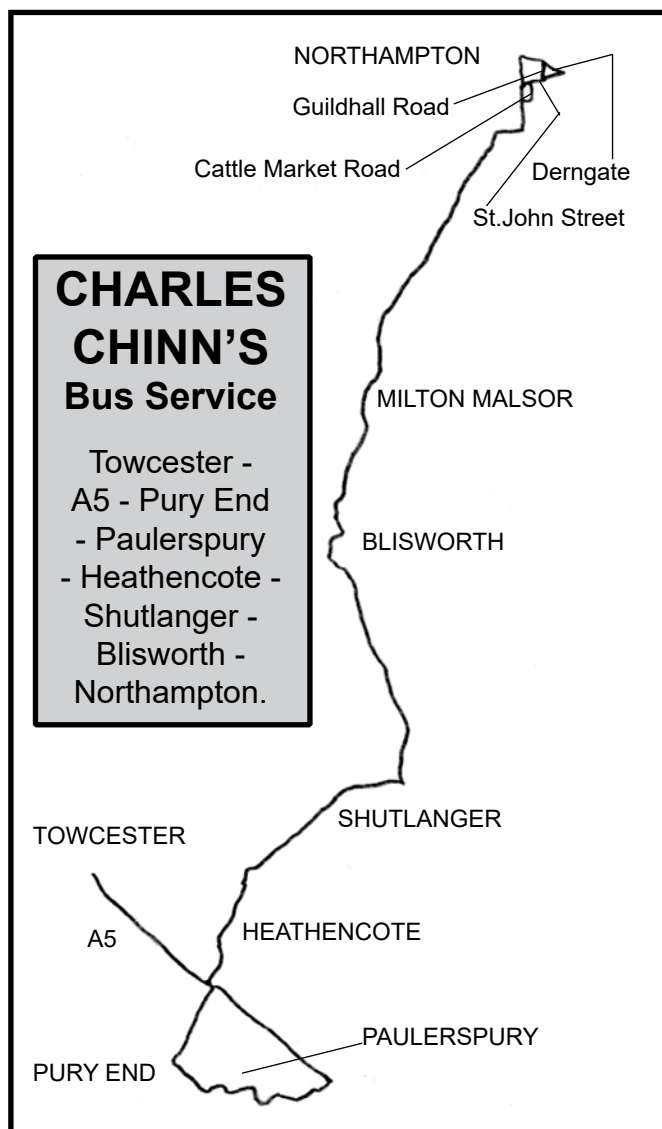 NORTHAMPTON
Guildhall Road
Cattle Market Road
Derngate
St.John Street
CHARLES
CHINN'S
Bus Service
Towcester -
A5 - Pury End
- Paulerspury
- Heathencote -
Shutlanger -
Blisworth -
Northampton.
MILTON MALSOR
BLISWORTH
SHUTLANGER
TOWCESTER
HEATHENCOTE
A5
PAULERSPURY
PURY END